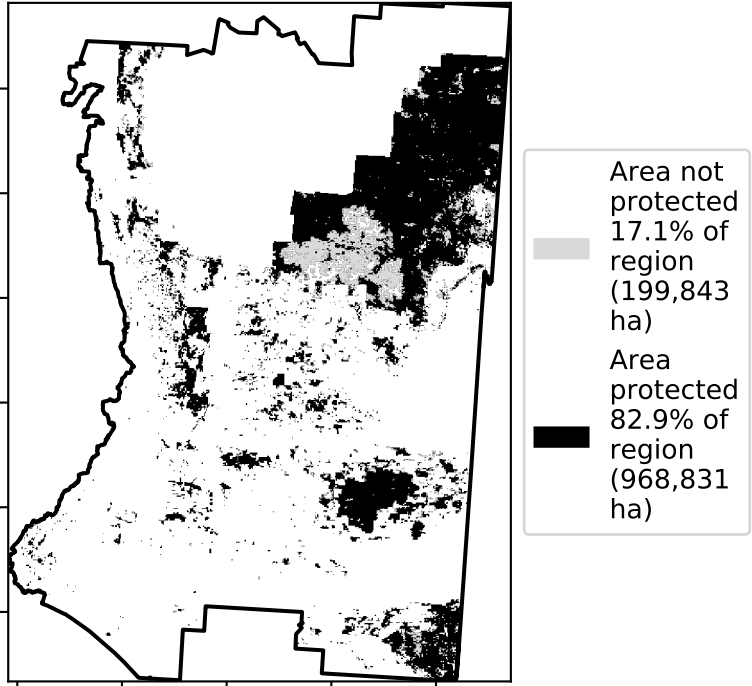 Area not
protected
17.1% of
region
(199,843
ha)
Area
protected
82.9% of
region
(968,831
ha)